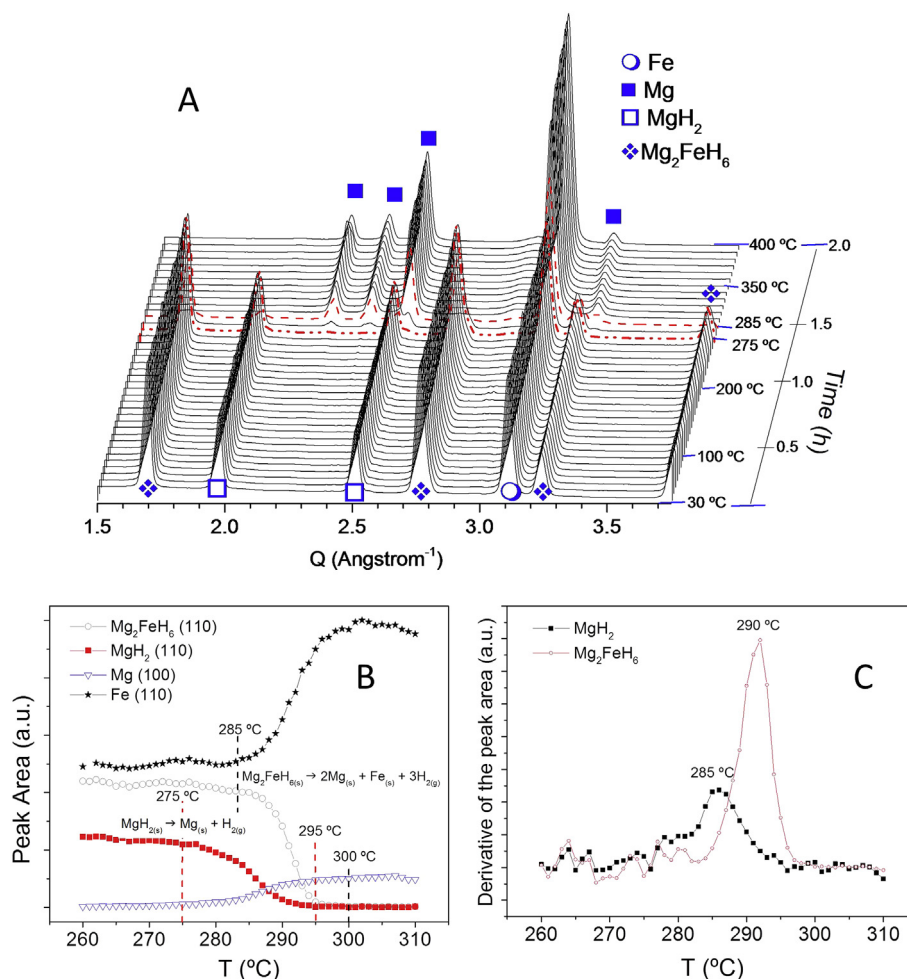 A
Fe
Mg
MgH₂
Mg₂FeH₆
400 ºC 2.0
350 ºC
285 ºC 1.5
275 ºC
200 ºC 1.0
100 ºC 0.5
30 ºC
Time (h)
1.5 2.0 2.5 3.0 3.5
Q (Angstrom⁻¹)
B
Mg₂FeH₆ (110)
MgH₂ (110)
Mg (100)
Fe (110)
285 ºC
Mg₂FeH₆₍ₛ₎→ 2Mg₍ₛ₎ + Fe₍ₛ₎ + 3H₂₍g₎
275 ºC
MgH₂₍ₛ₎→ Mg₍ₛ₎ + H₂₍g₎
295 ºC
300 ºC
Peak Area (a.u.)
260 270 280 290 300 310
T (ºC)
C
MgH₂
Mg₂FeH₆
290 ºC
285 ºC
Derivative of the peak area (a.u.)
260 270 280 290 300 310
T (ºC)